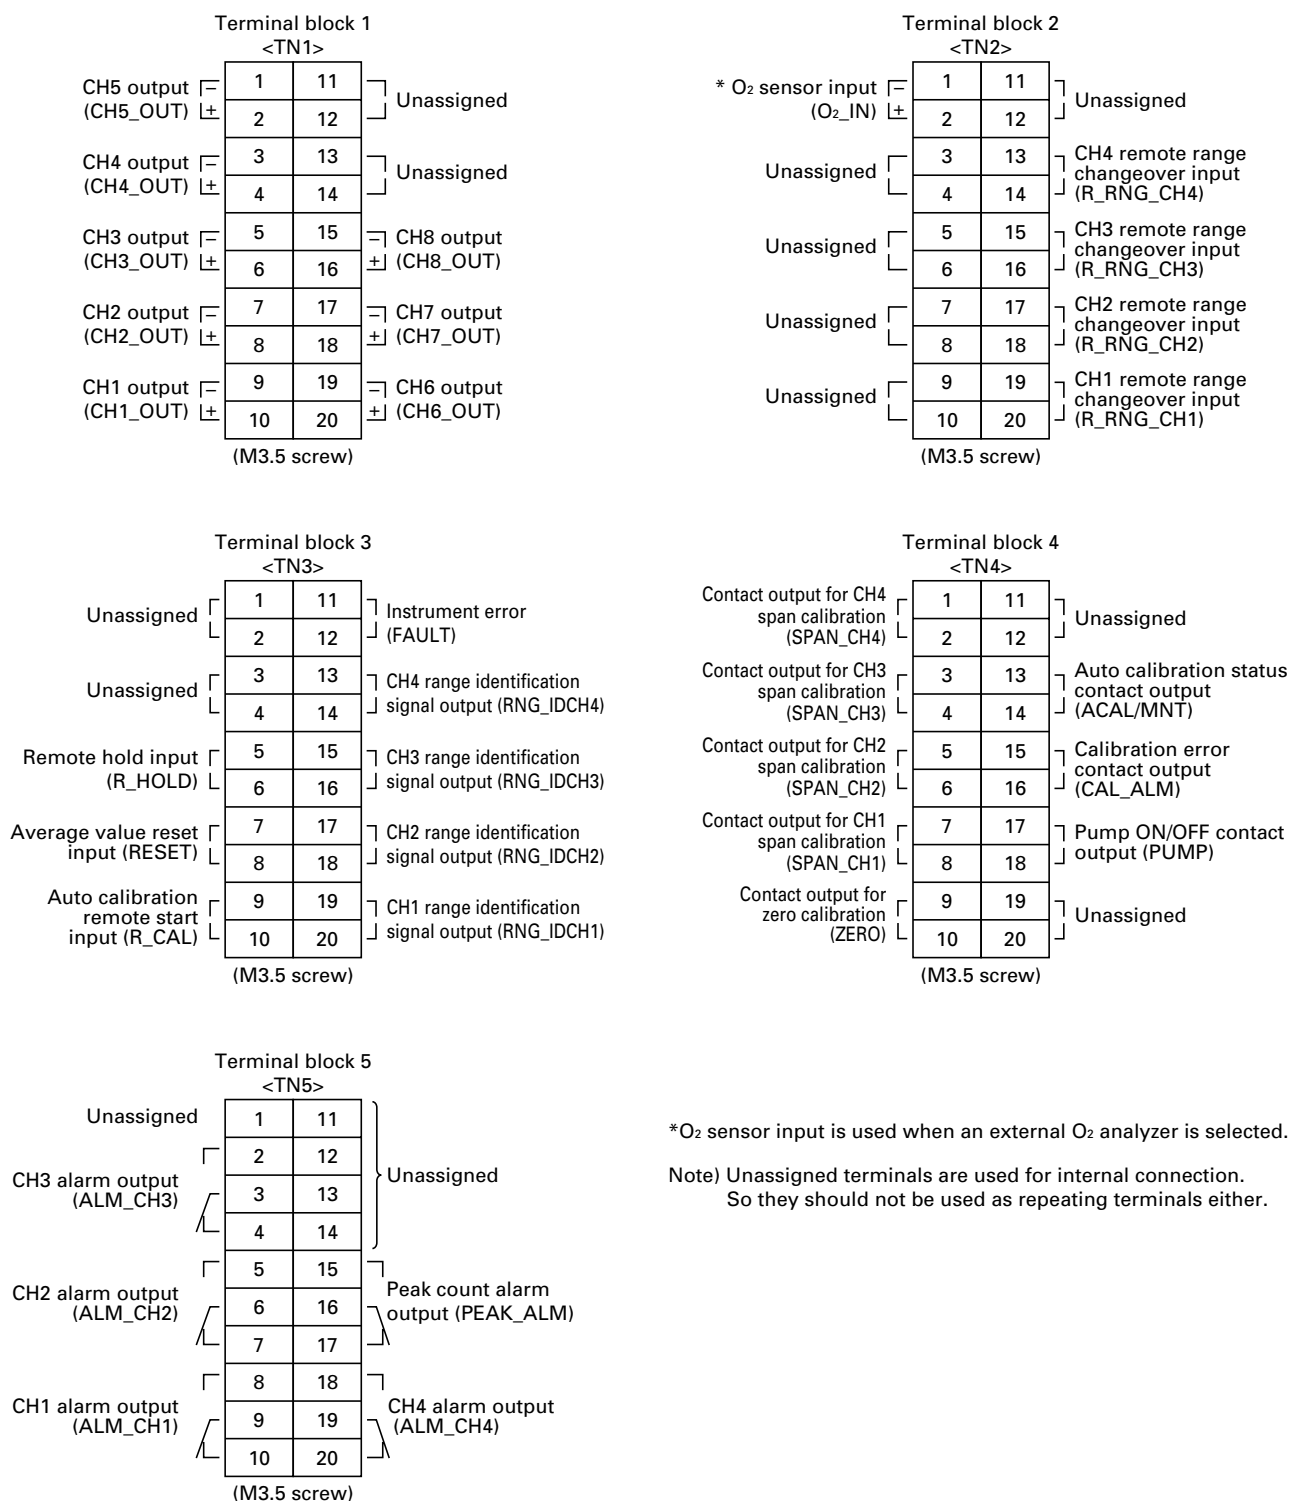 Terminal block 1
<TN1>
CH5 output
(CH5_OUT)
–
+
CH4 output
(CH4_OUT)
–
+
CH3 output
(CH3_OUT)
–
+
CH2 output
(CH2_OUT)
–
+
CH1 output
(CH1_OUT)
–
+
1 11
2 12
3 13
4 14
5 15
6 16
7 17
8 18
9 19
10 20
Unassigned
Unassigned
–
+
CH8 output
(CH8_OUT)
–
+
CH7 output
(CH7_OUT)
–
+
CH6 output
(CH6_OUT)
(M3.5 screw)
Terminal block 2
<TN2>
* O₂ sensor input
(O₂_IN)
–
+
Unassigned
Unassigned
Unassigned
Unassigned
1 11
2 12
3 13
4 14
5 15
6 16
7 17
8 18
9 19
10 20
Unassigned
CH4 remote range
changeover input
(R_RNG_CH4)
CH3 remote range
changeover input
(R_RNG_CH3)
CH2 remote range
changeover input
(R_RNG_CH2)
CH1 remote range
changeover input
(R_RNG_CH1)
(M3.5 screw)
Terminal block 3
<TN3>
Unassigned
Unassigned
Remote hold input
(R_HOLD)
Average value reset
input (RESET)
Auto calibration
remote start
input (R_CAL)
1 11
2 12
3 13
4 14
5 15
6 16
7 17
8 18
9 19
10 20
Instrument error
(FAULT)
CH4 range identification
signal output (RNG_IDCH4)
CH3 range identification
signal output (RNG_IDCH3)
CH2 range identification
signal output (RNG_IDCH2)
CH1 range identification
signal output (RNG_IDCH1)
(M3.5 screw)
Terminal block 4
<TN4>
Contact output for CH4
span calibration
(SPAN_CH4)
Contact output for CH3
span calibration
(SPAN_CH3)
Contact output for CH2
span calibration
(SPAN_CH2)
Contact output for CH1
span calibration
(SPAN_CH1)
Contact output for
zero calibration
(ZERO)
1 11
2 12
3 13
4 14
5 15
6 16
7 17
8 18
9 19
10 20
Unassigned
Auto calibration status
contact output
(ACAL/MNT)
Calibration error
contact output
(CAL_ALM)
Pump ON/OFF contact
output (PUMP)
Unassigned
(M3.5 screw)
Terminal block 5
<TN5>
Unassigned
CH3 alarm output
(ALM_CH3)
CH2 alarm output
(ALM_CH2)
CH1 alarm output
(ALM_CH1)
1 11
2 12
3 13
4 14
5 15
6 16
7 17
8 18
9 19
10 20
Unassigned
Peak count alarm
output (PEAK_ALM)
CH4 alarm output
(ALM_CH4)
(M3.5 screw)
*O₂ sensor input is used when an external O₂ analyzer is selected.
Note) Unassigned terminals are used for internal connection.
So they should not be used as repeating terminals either.